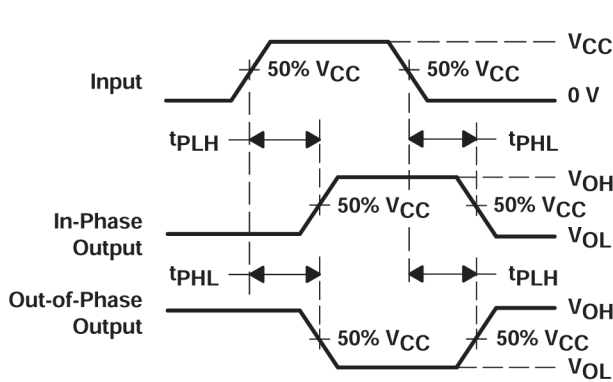 VCC
50% VCC
50% VCC
Input
0 V
tPLH
tPHL
VOH
50% VCC
50% VCC
In-Phase
Output
VOL
tPHL
tPLH
Out-of-Phase
Output
VOH
50% VCC
50% VCC
VOL